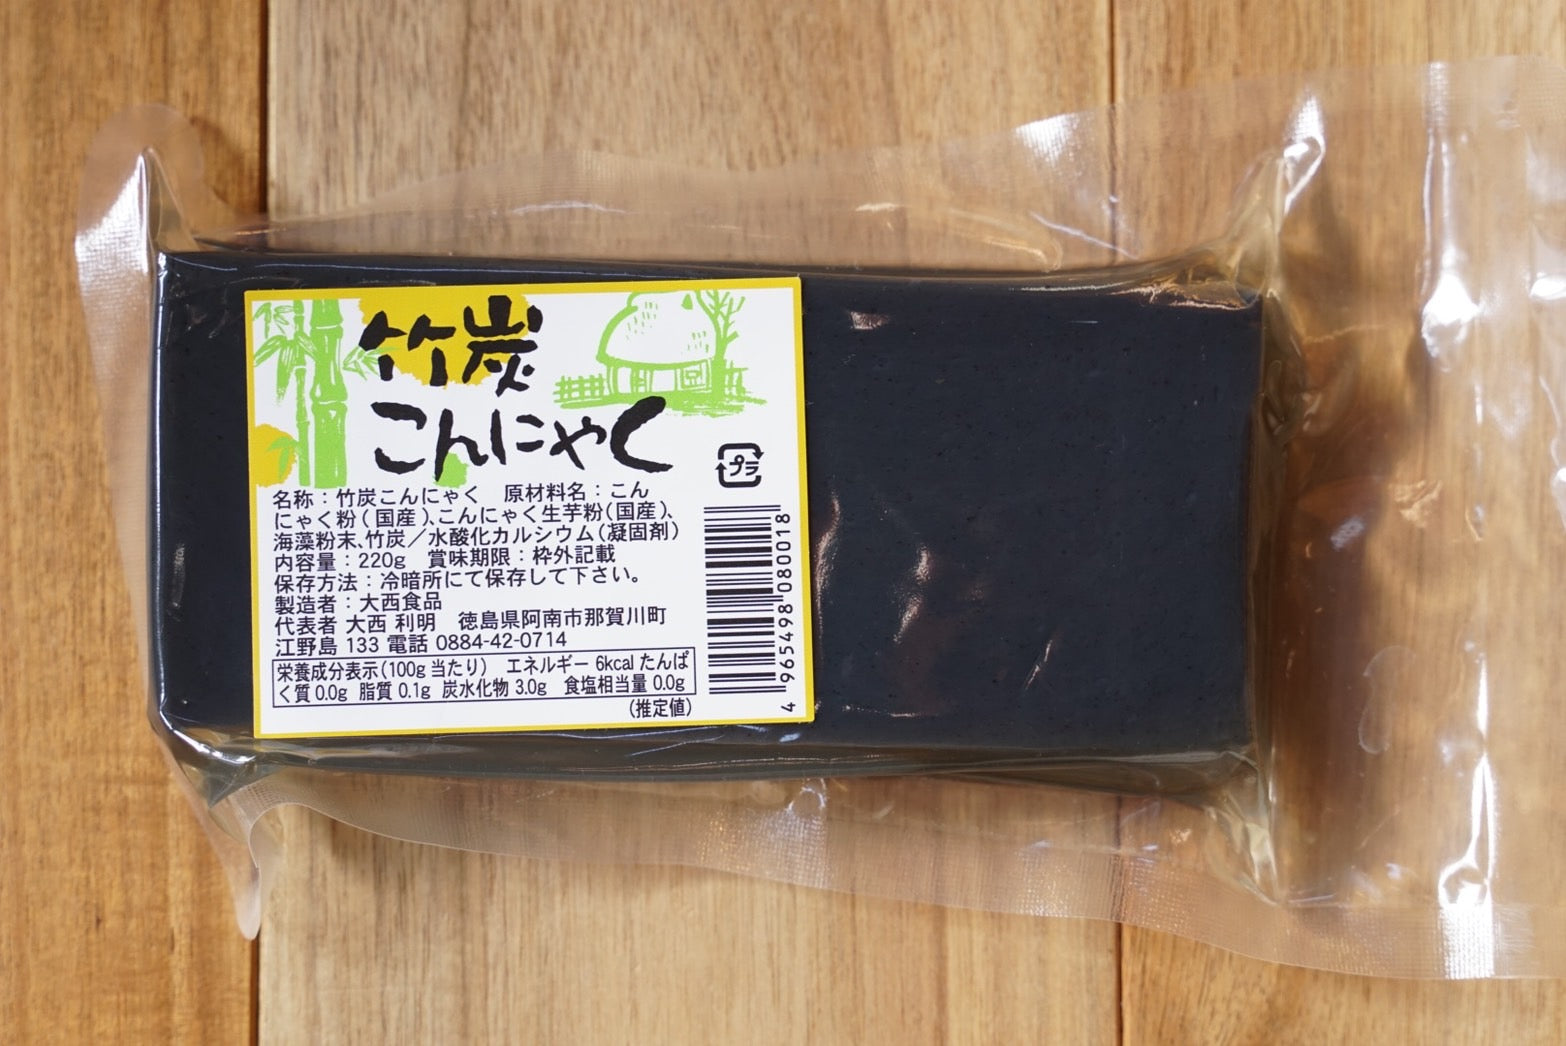 竹炭
こんにゃく
プラ
名称：竹炭こんにゃく　原材料名：こん
にゃく粉（国産）、こんにゃく生芋粉（国産）、
海藻粉末、竹炭／水酸化カルシウム（凝固剤）
内容量：220g　賞味期限：枠外記載
保存方法：冷暗所にて保存して下さい。
製造者：大西食品
代表者 大西 利明　徳島県阿南市那賀川町
江野島 133 電話 0884-42-0714
栄養成分表示（100g 当たり）　エネルギー 6kcal たんぱ
く質 0.0g 脂質 0.1g 炭水化物 3.0g　食塩相当量 0.0g
（推定値）
4 965498 080018